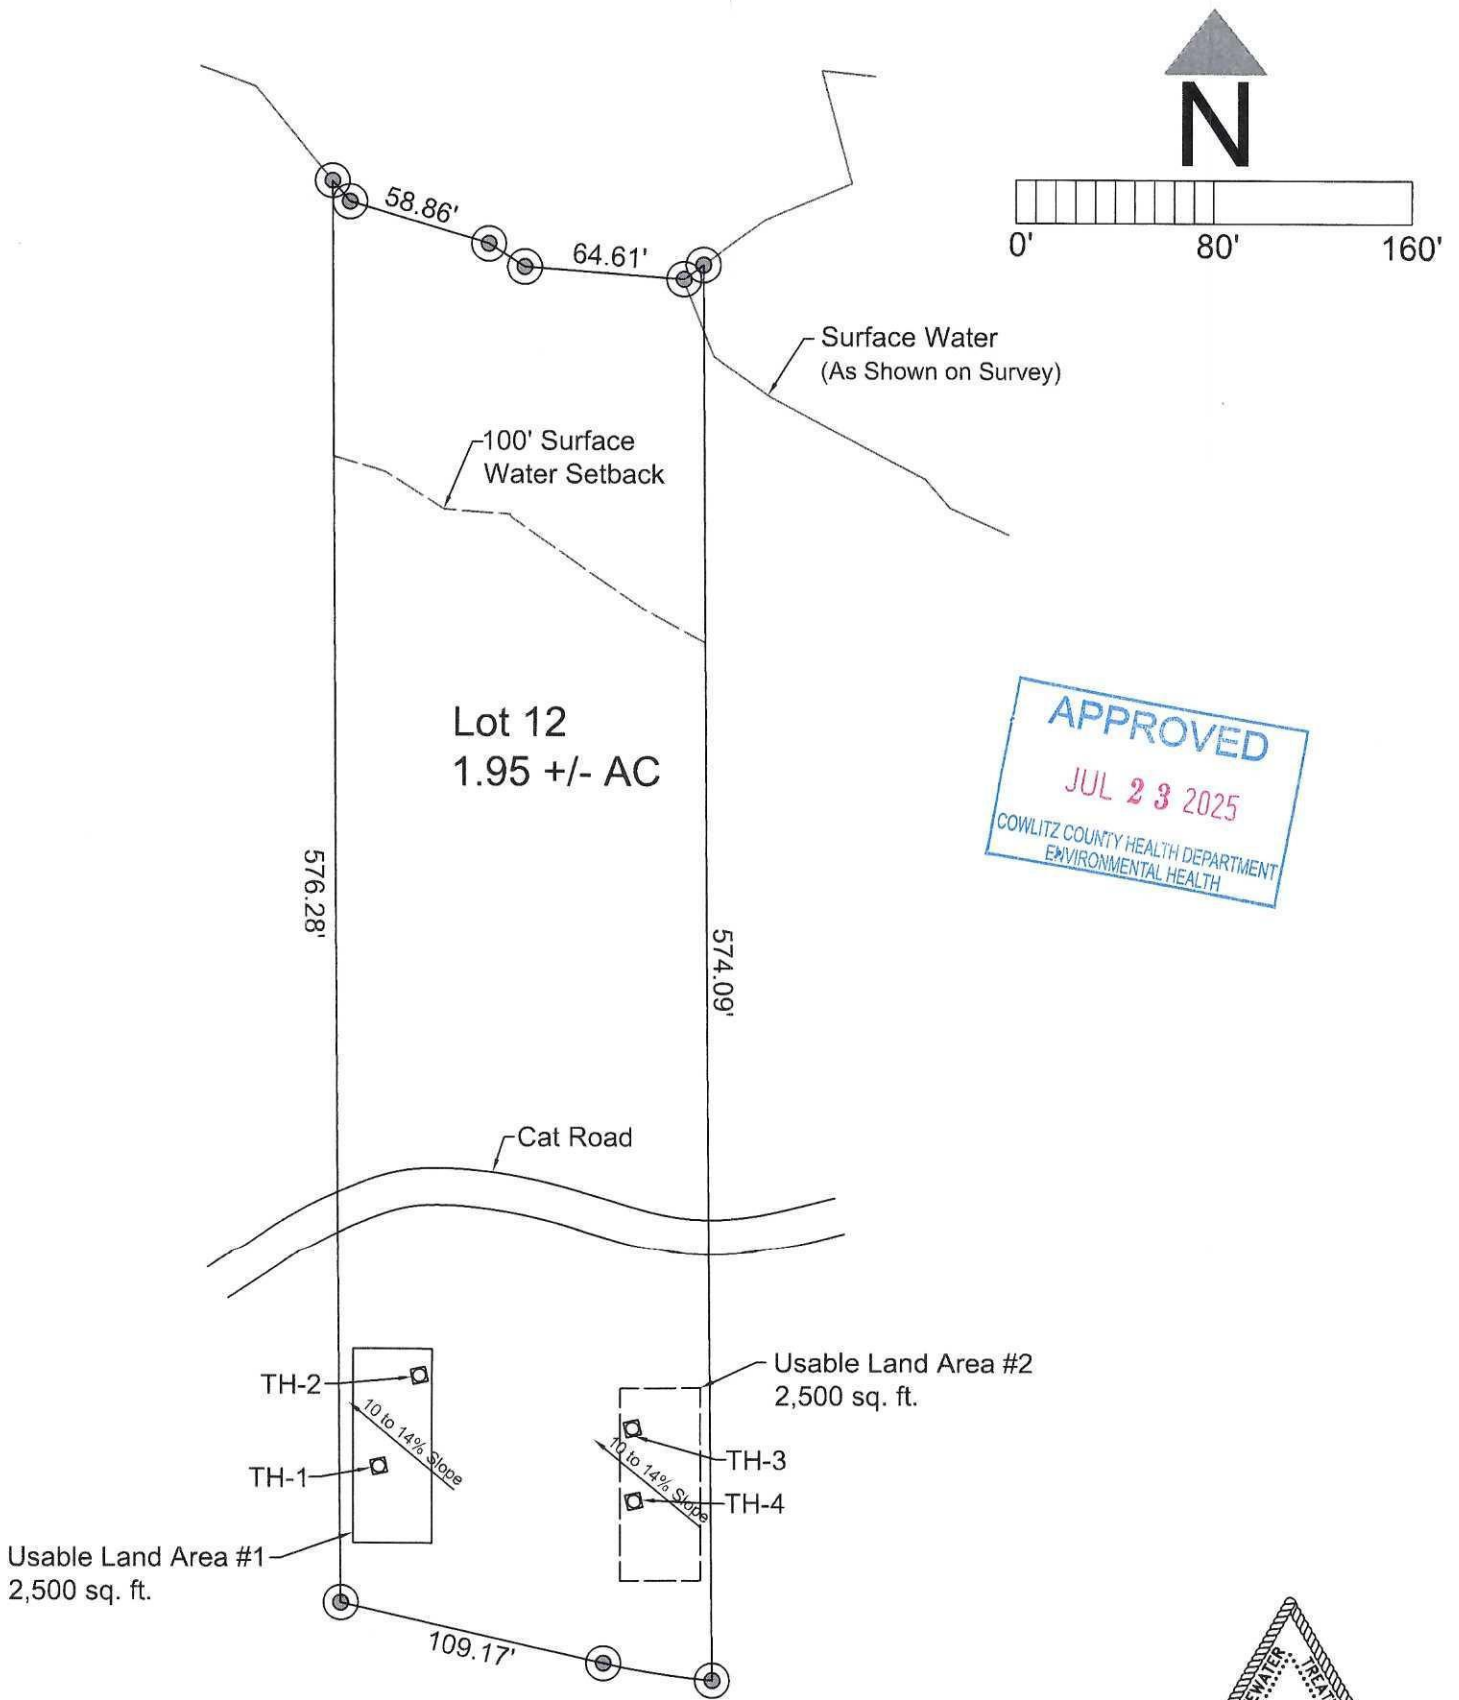 N
0'
80'
160'
58.86'
64.61'
Surface Water
(As Shown on Survey)
100' Surface
Water Setback
Lot 12
1.95 +/- AC
APPROVED
JUL 23 2025
COWLITZ COUNTY HEALTH DEPARTMENT
ENVIRONMENTAL HEALTH
576.28'
574.09'
Cat Road
Usable Land Area #2
2,500 sq. ft.
TH-2
10 to 14% Slope
TH-1
TH-3
10 to 14% Slope
TH-4
Usable Land Area #1
2,500 sq. ft.
109.17'